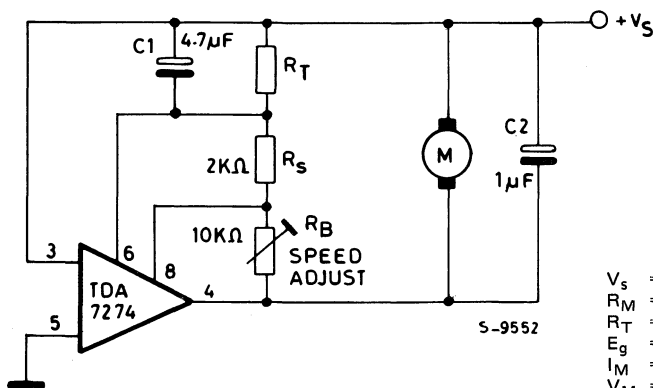 +VS
C1
4.7µF
RT
C2
M
2KΩ
RS
1µF
10KΩ
RB
SPEED
ADJUST
3
6
8
TDA
7274
4
5
S-9552
Vs =
RM =
RT =
Eg =
IM =